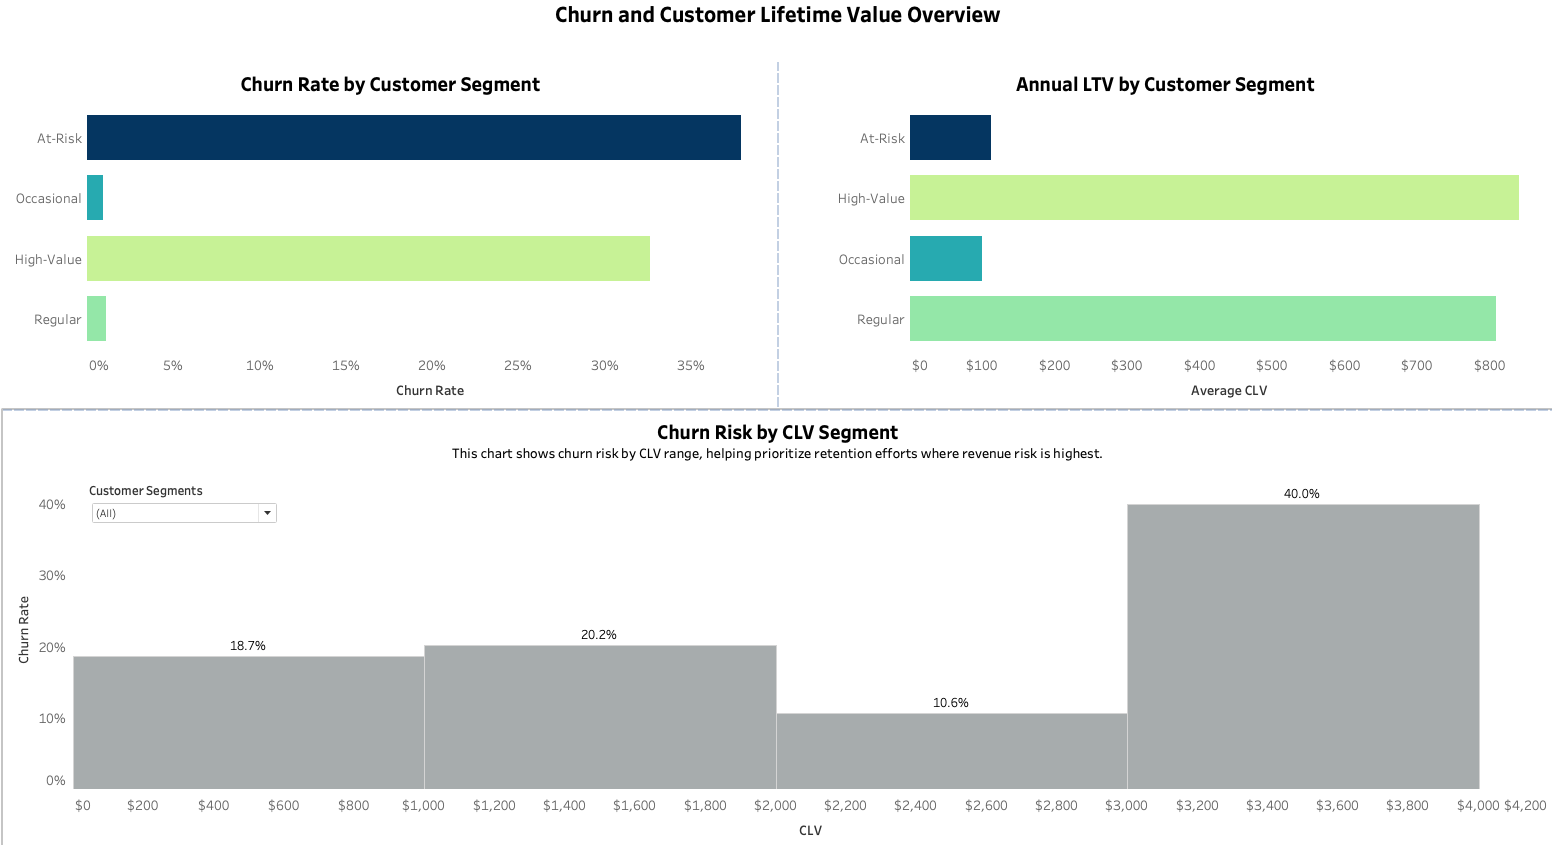 Churn and Customer Lifetime Value Overview
Churn Rate by Customer Segment
At-Risk
Occasional
High-Value
Regular
0% 5% 10% 15% 20% 25% 30% 35%
Churn Rate
Annual LTV by Customer Segment
At-Risk
High-Value
Occasional
Regular
$0 $100 $200 $300 $400 $500 $600 $700 $800
Average CLV
Churn Risk by CLV Segment
This chart shows churn risk by CLV range, helping prioritize retention efforts where revenue risk is highest.
Customer Segments
(All)
40%
30%
20%
10%
0%
Churn Rate
18.7%
20.2%
10.6%
40.0%
$0 $200 $400 $600 $800 $1,000 $1,200 $1,400 $1,600 $1,800 $2,000 $2,200 $2,400 $2,600 $2,800 $3,000 $3,200 $3,400 $3,600 $3,800 $4,000 $4,200
CLV